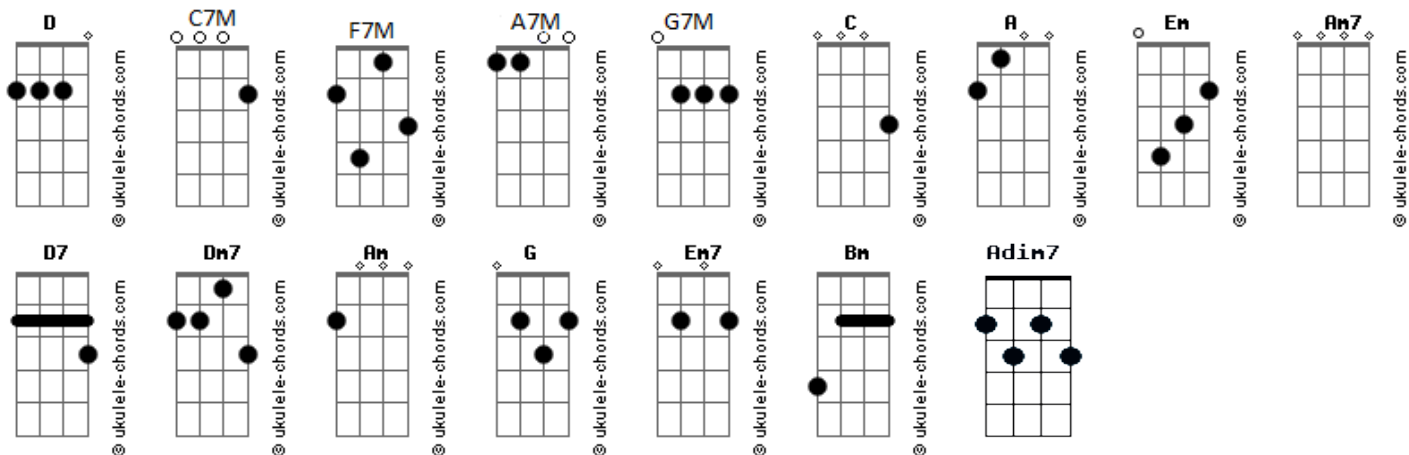 D C7M F7M A7M G7M C A Em Am7
© ukulele-chords.com © ukulele-chords.com © ukulele-chords.com © ukulele-chords.com © ukulele-chords.com © ukulele-chords.com © ukulele-chords.com © ukulele-chords.com © ukulele-chords.com
D7 Dm7 Am G Em7 Bm Adim7
© ukulele-chords.com © ukulele-chords.com © ukulele-chords.com © ukulele-chords.com © ukulele-chords.com © ukulele-chords.com